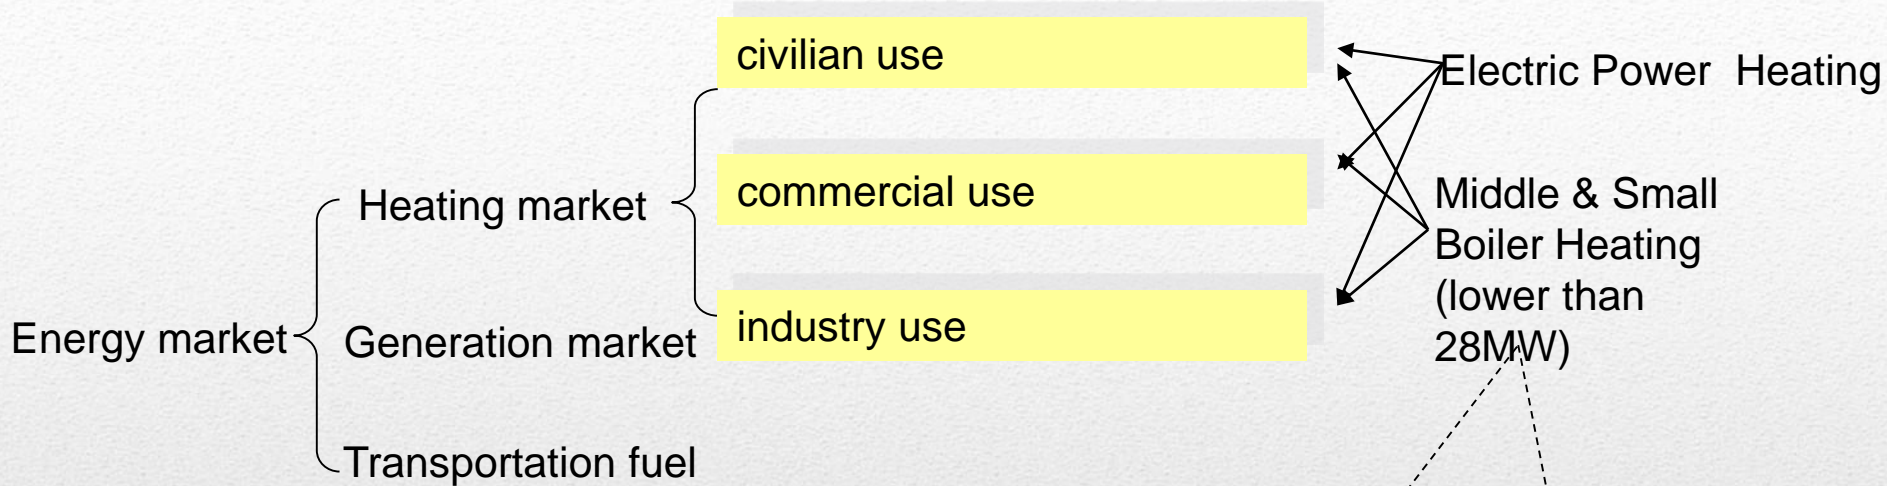 civilian use
Electric Power  Heating
commercial use
Heating market
Middle & Small
Boiler Heating
(lower than
28MW)
industry use
Energy market
Generation market
Transportation fuel